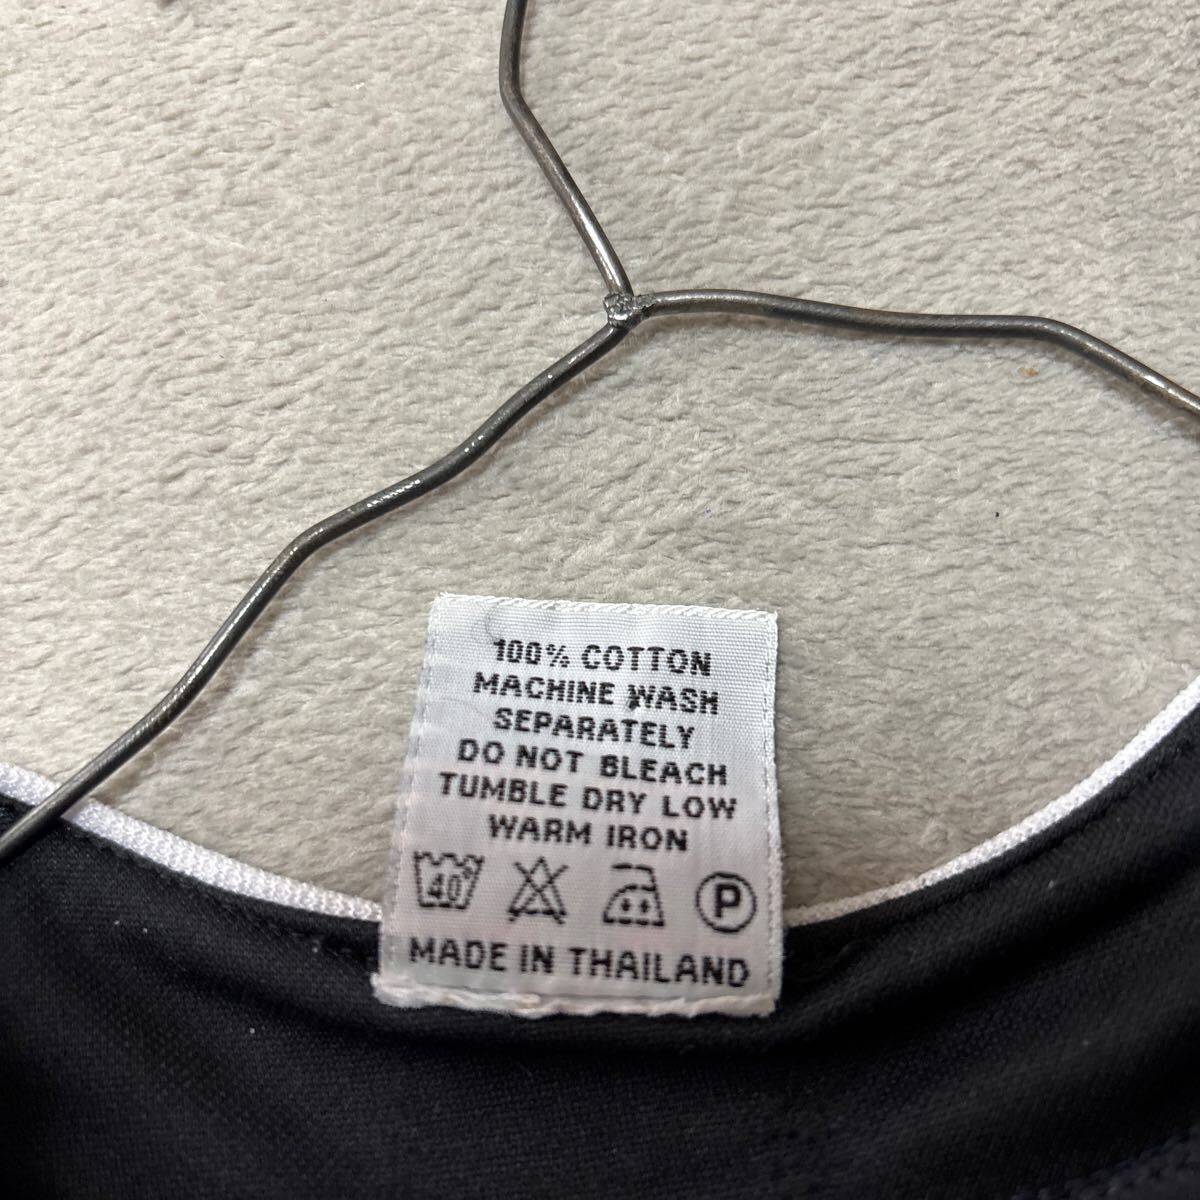 100% COTTON
MACHINE WASH
SEPARATELY
DO NOT BLEACH
TUMBLE DRY LOW
WARM IRON
40° P
MADE IN THAILAND